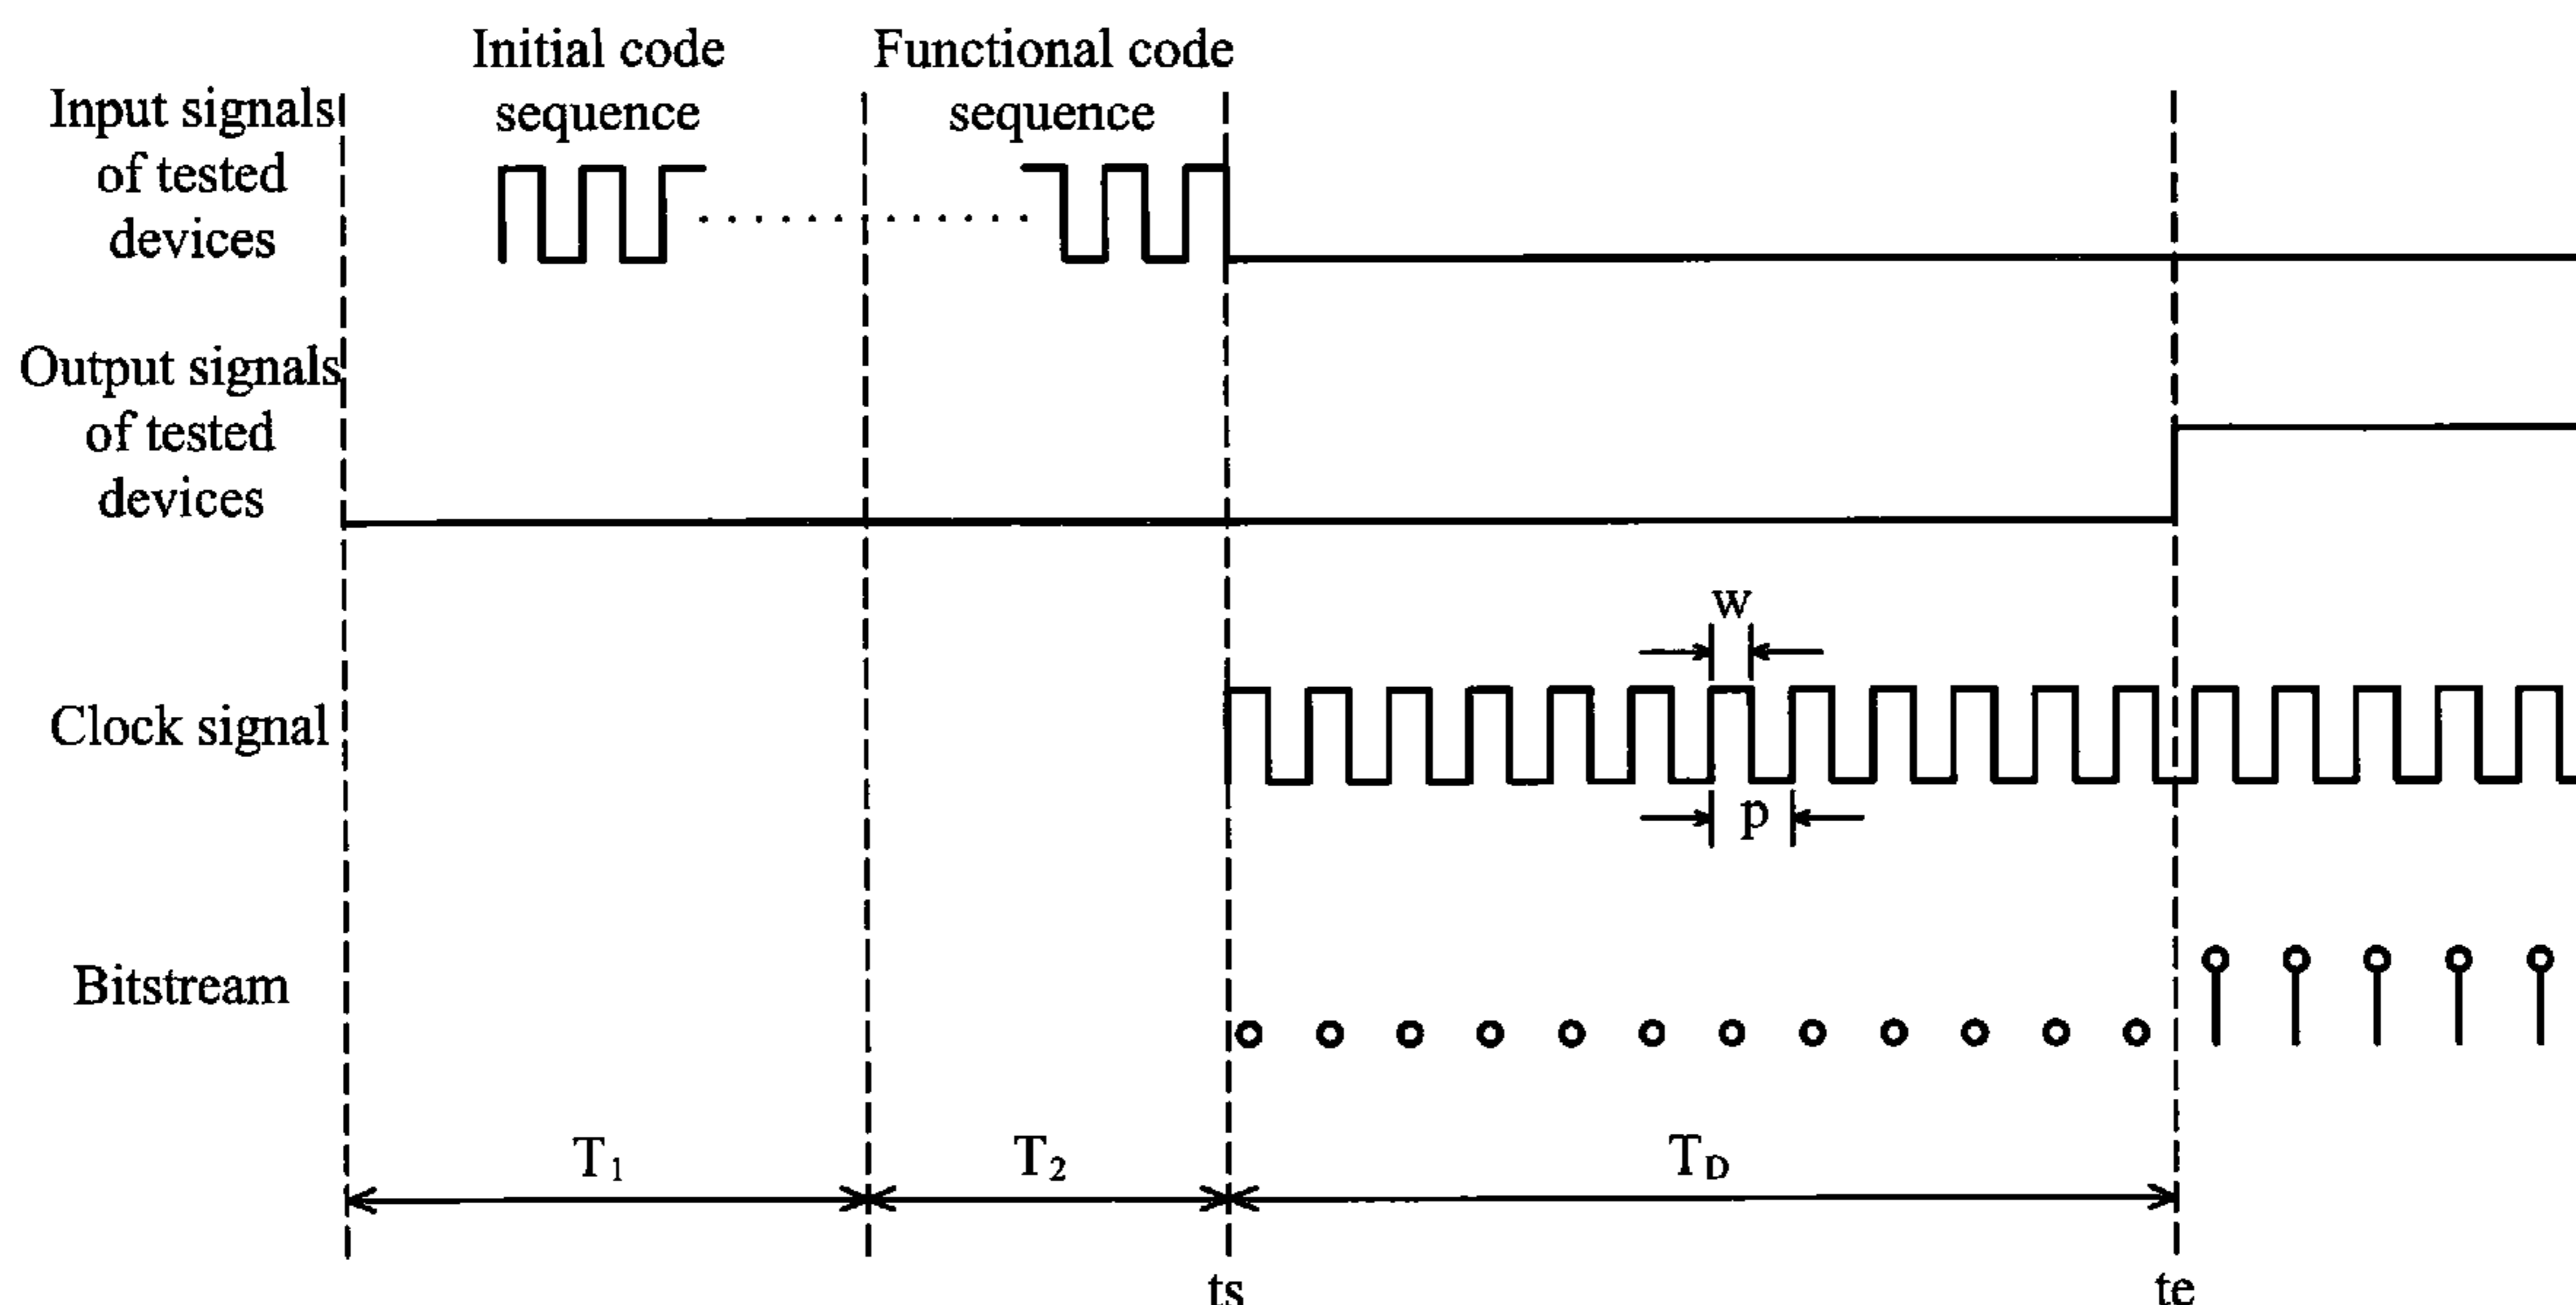 Initial code
sequence
Functional code
sequence
Input signals
of tested
devices
Output signals
of tested
devices
w
Clock signal
p
Bitstream
T1
T2
TD
ts
te